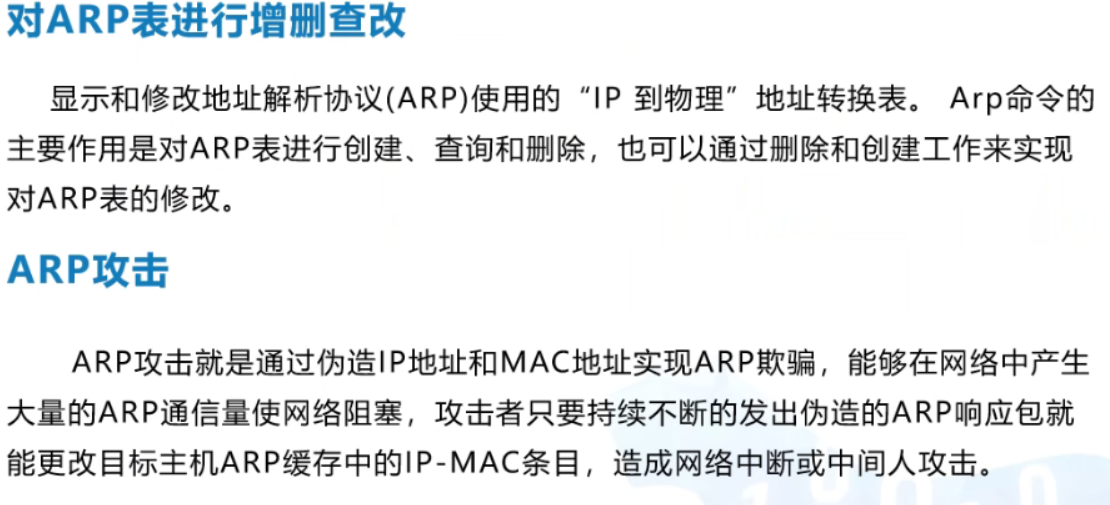 对ARP表进行增删查改
显示和修改地址解析协议(ARP)使用的“IP 到物理”地址转换表。 Arp命令的
主要作用是对ARP表进行创建、查询和删除，也可以通过删除和创建工作来实现
对ARP表的修改。
ARP攻击
ARP攻击就是通过伪造IP地址和MAC地址实现ARP欺骗，能够在网络中产生
大量的ARP通信量使网络阻塞，攻击者只要持续不断的发出伪造的ARP响应包就
能更改目标主机ARP缓存中的IP-MAC条目，造成网络中断或中间人攻击。